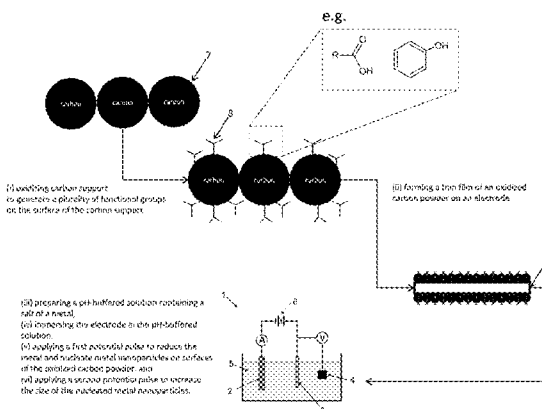 e.g.
R
O
OH
OH
7
carbon carbon carbon
8
carbon carbon carbon
(i) oxidizing carbon support
to generate a plurality of functional groups
on the surface of the carbon support
(ii) forming a thin film of an oxidized
carbon powder on an electrode
(iii) preparing a pH-buffered solution containing a
salt of a metal,
(iv) immersing the electrode in the pH-buffered
solution,
(v) applying a first potential pulse to reduce the
metal and nucleate metal nanoparticles on surfaces
of the oxidized carbon powder, and
(vi) applying a second potential pulse to increase
the size of the nucleated metal nanoparticles.
1
6
A
V
5
2
4